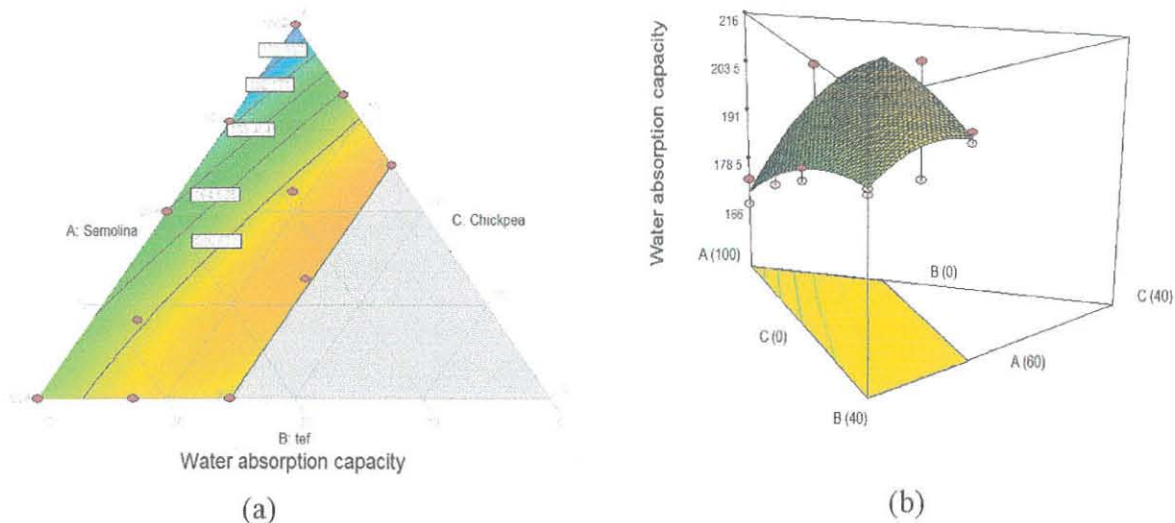 A: Semolina
C: Chickpea
B: tef
Water absorption capacity
(a)
Water absorption capacity
216
203.5
191
178.5
166
A (100)
B (0)
C (40)
C (0)
A (60)
B (40)
(b)